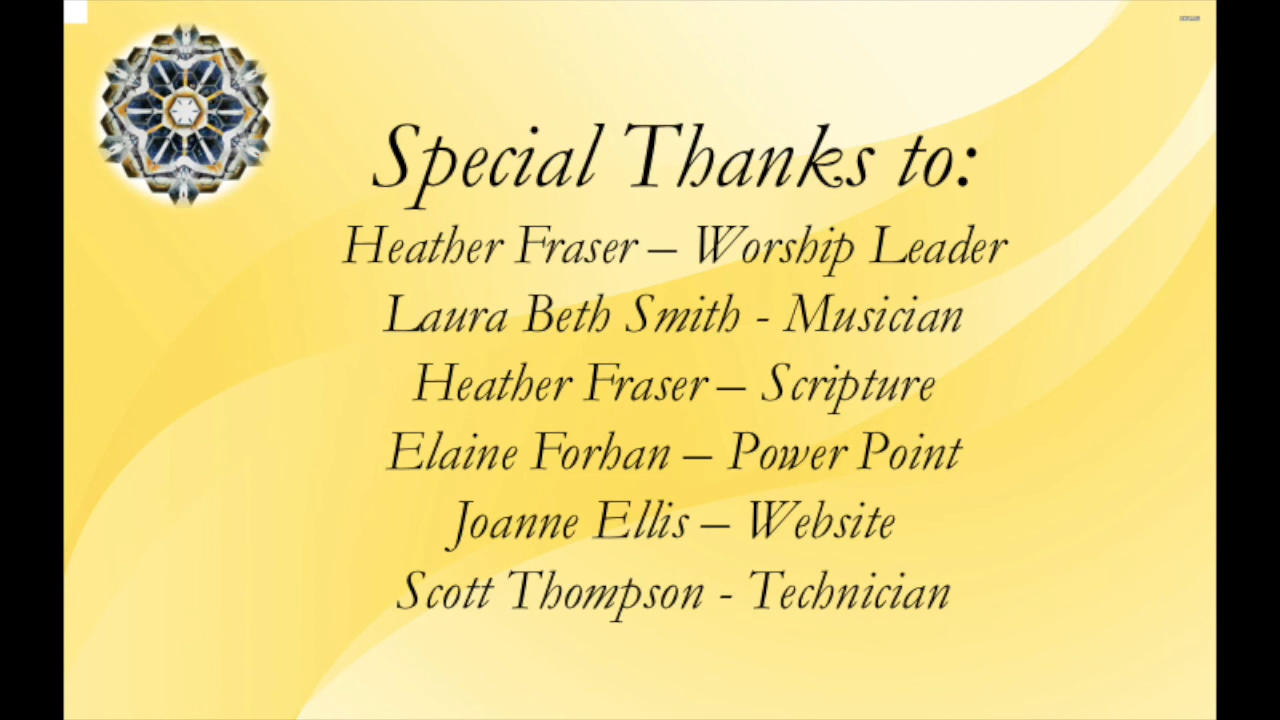 Special Thanks to:
Heather Fraser – Worship Leader
Laura Beth Smith - Musician
Heather Fraser – Scripture
Elaine Forhan – Power Point
Joanne Ellis – Website
Scott Thompson - Technician